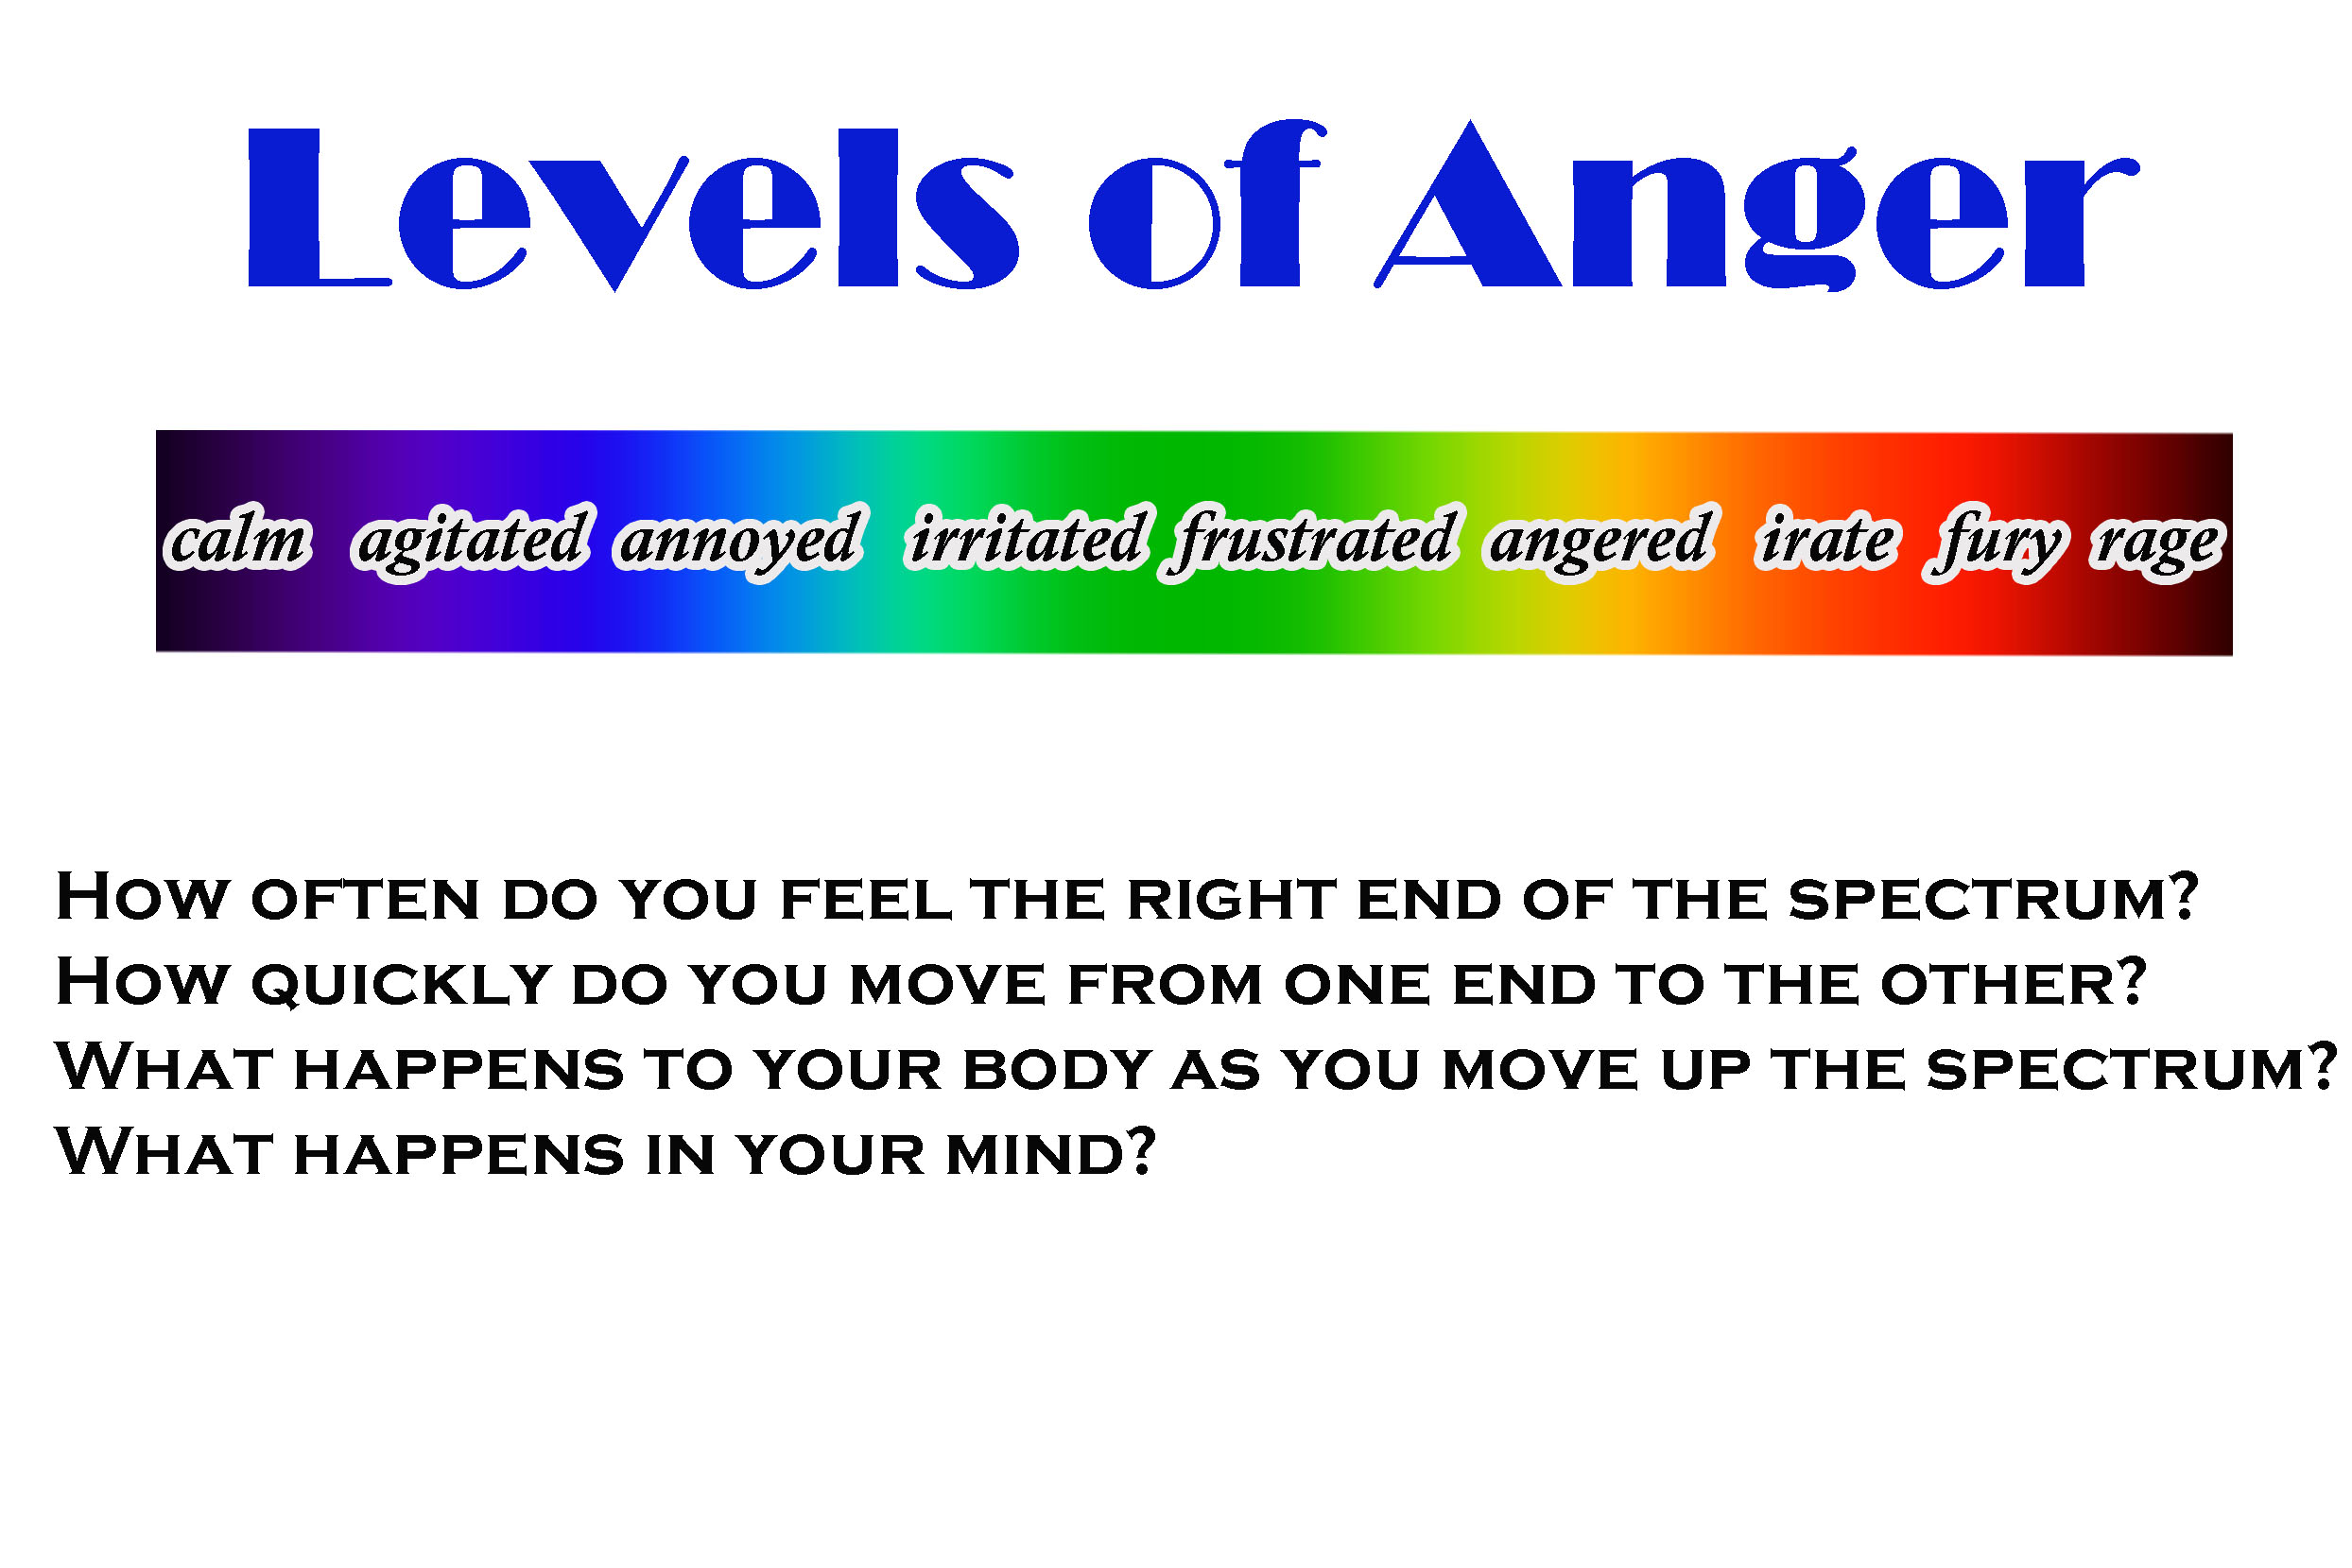 Levels of Anger
calm agitated annoyed irritated frustrated angered irate fury rage
How often do you feel the right end of the spectrum?
How quickly do you move from one end to the other?
What happens to your body as you move up the spectrum?
What happens in your mind?